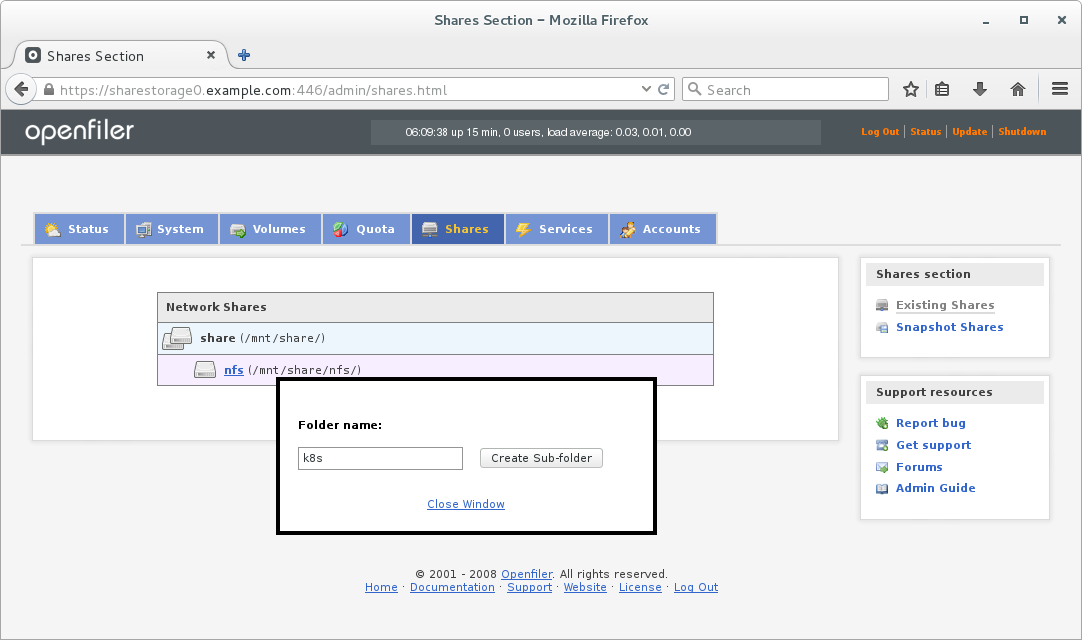 Shares Section – Mozilla Firefox
Shares Section
https://sharestorage0.example.com:446/admin/shares.html
Search
openfiler
06:09:38 up 15 min, 0 users, load average: 0.03, 0.01, 0.00
Log Out | Status | Update | Shutdown
Status System Volumes Quota Shares Services Accounts
Network Shares
share (/mnt/share/)
nfs (/mnt/share/nfs/)
Folder name:
k8s Create Sub-folder
Close Window
Shares section
Existing Shares
Snapshot Shares
Support resources
Report bug
Get support
Forums
Admin Guide
© 2001 - 2008 Openfiler. All rights reserved.
Home · Documentation · Support · Website · License · Log Out